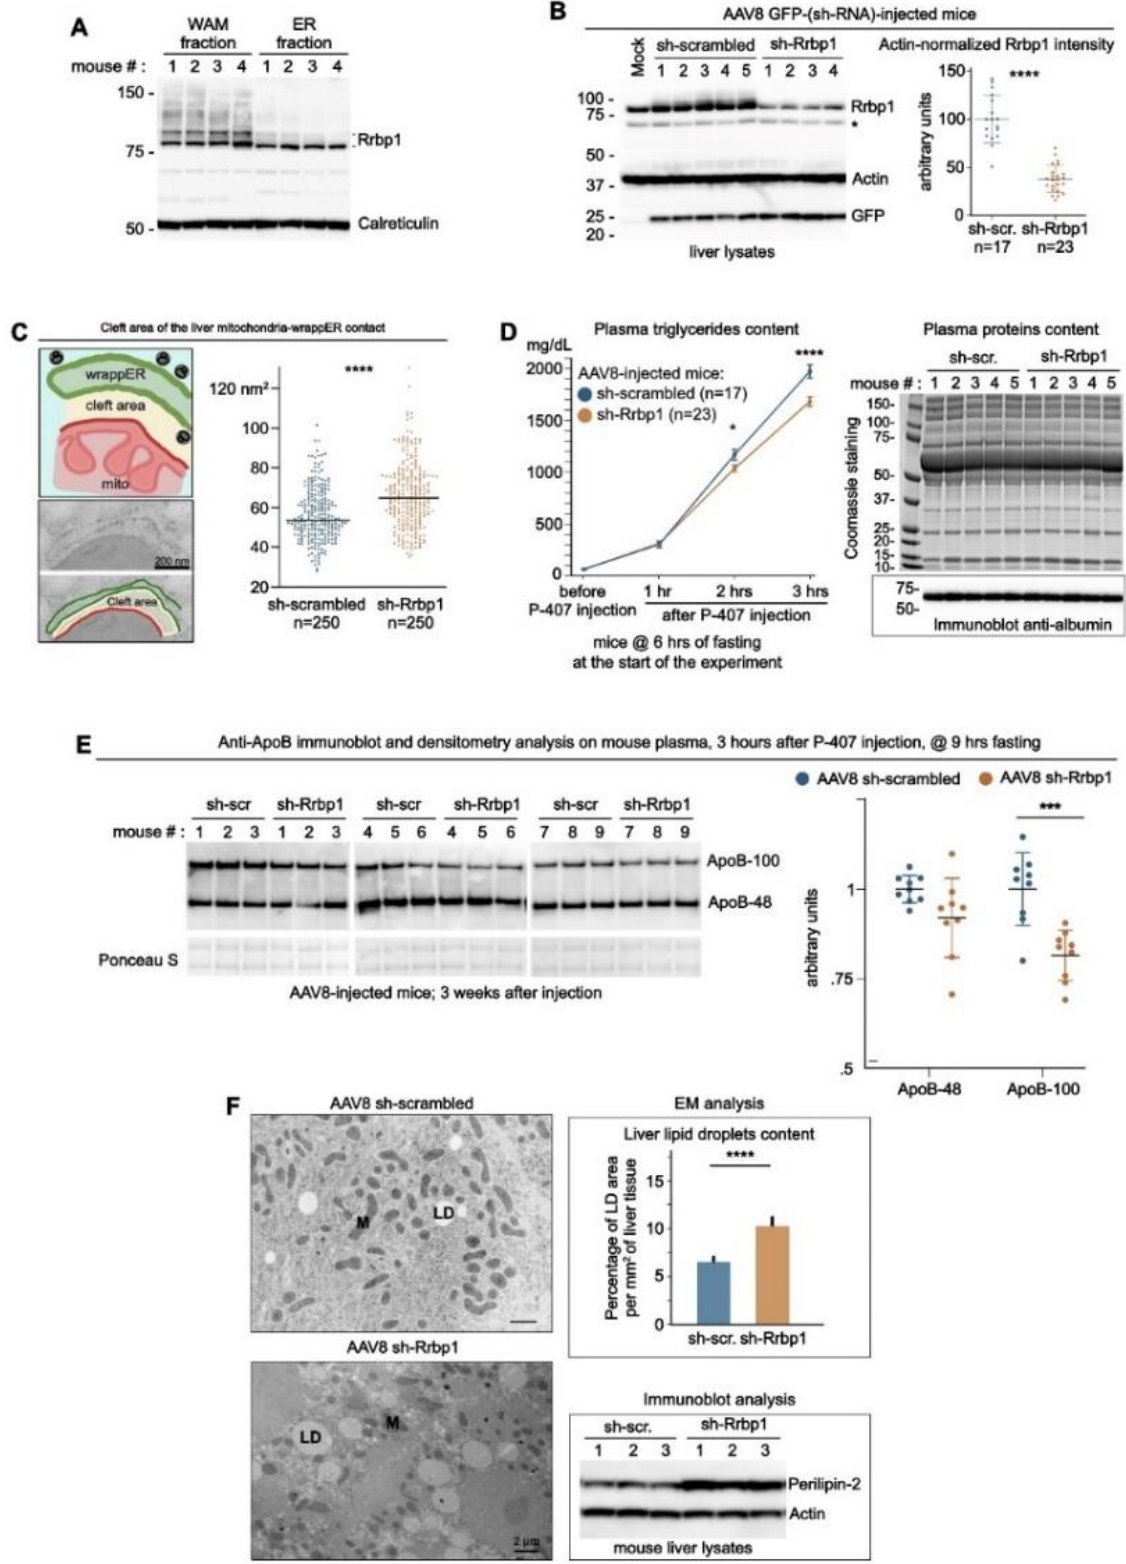 A
WAM fraction
ER fraction
mouse # : 1 2 3 4 1 2 3 4
150 -
75 -
50 -
Rrbp1
Calreticulin
B
AAV8 GFP-(sh-RNA)-injected mice
Mock
sh-scrambled
sh-Rrbp1
1 2 3 4 5 1 2 3 4
100 -
75 -
50 -
37 -
25 -
20 -
Rrbp1
*
Actin
GFP
liver lysates
Actin-normalized Rrbp1 intensity
arbitrary units
150
100
50
0
****
sh-scr. sh-Rrbp1
n=17 n=23
C
Cleft area of the liver mitochondria-wrappER contact
wrappER
cleft area
mito
200 nm
Cleft area
120 nm²
100
80
60
40
20
****
sh-scrambled sh-Rrbp1
n=250 n=250
D
Plasma triglycerides content
mg/dL
2000
1500
1000
500
0
AAV8-injected mice:
sh-scrambled (n=17)
sh-Rrbp1 (n=23)
*
****
before 1 hr 2 hrs 3 hrs
P-407 injection after P-407 injection
mice @ 6 hrs of fasting
at the start of the experiment
Plasma proteins content
sh-scr. sh-Rrbp1
mouse # : 1 2 3 4 5 1 2 3 4 5
Coomassie staining
150-
100-
75-
50-
37-
25-
20-
15-
10-
75-
50-
Immunoblot anti-albumin
E
Anti-ApoB immunoblot and densitometry analysis on mouse plasma, 3 hours after P-407 injection, @ 9 hrs fasting
sh-scr sh-Rrbp1 sh-scr sh-Rrbp1 sh-scr sh-Rrbp1
mouse # : 1 2 3 1 2 3 4 5 6 4 5 6 7 8 9 7 8 9
ApoB-100
ApoB-48
Ponceau S
AAV8-injected mice; 3 weeks after injection
AAV8 sh-scrambled AAV8 sh-Rrbp1
arbitrary units
1
.75
.5
***
ApoB-48 ApoB-100
F
AAV8 sh-scrambled
M
LD
AAV8 sh-Rrbp1
LD
M
2 µm
EM analysis
Liver lipid droplets content
Percentage of LD area
per mm² of liver tissue
15
10
5
0
****
sh-scr. sh-Rrbp1
Immunoblot analysis
sh-scr. sh-Rrbp1
1 2 3 1 2 3
Perilipin-2
Actin
mouse liver lysates